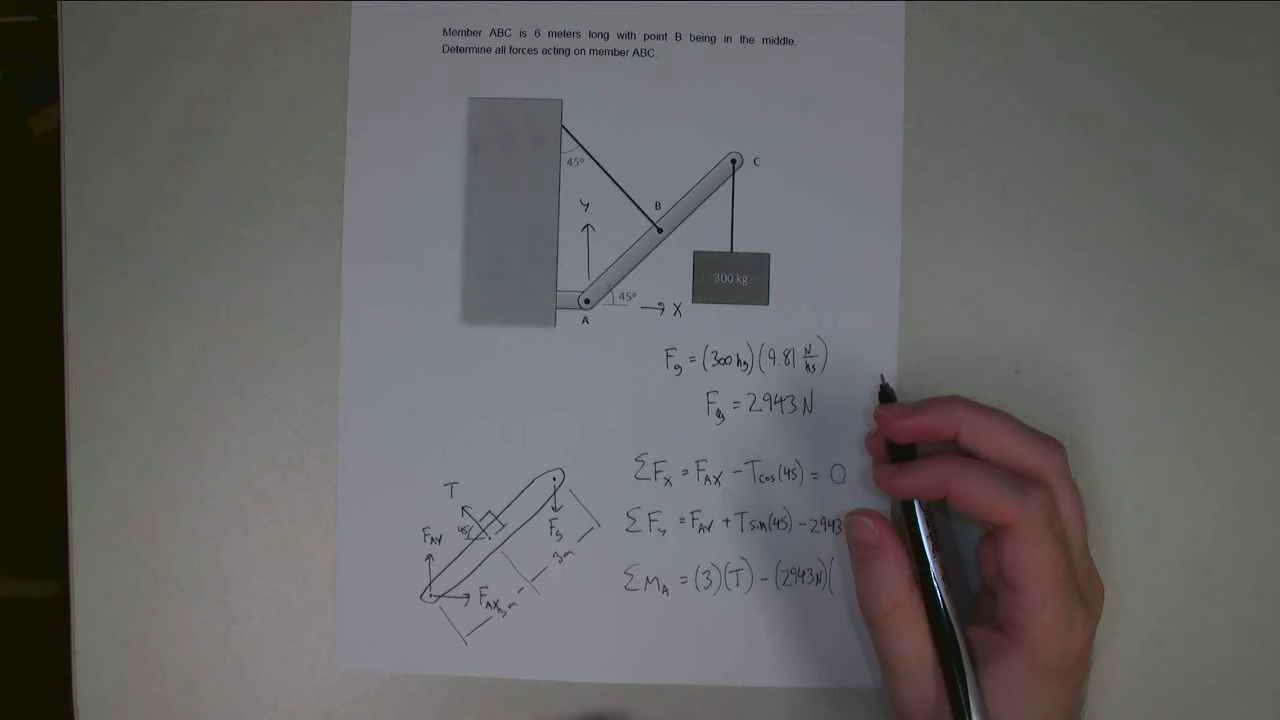 Member ABC is 6 meters long with point B being in the middle.
Determine all forces acting on member ABC.
45°
C
B
y
300 kg
45°
x
A
Fg = (300 kg)(9.81 N/kg)
Fg = 2943 N
ΣFx = FAX - Tcos(45) = 0
T
FAY
45°
Fg
ΣFy = FAY + Tsin(45) - 2943
3m
ΣMA = (3)(T) - (2943N)(
FAX
3m